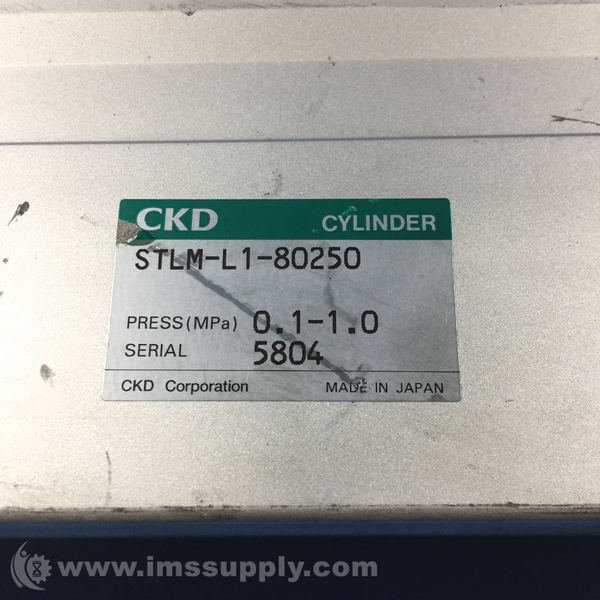 CKD CYLINDER
STLM-L1-80250
PRESS(MPa) 0.1-1.0
SERIAL 5804
CKD Corporation MADE IN JAPAN
www.imssupply.com